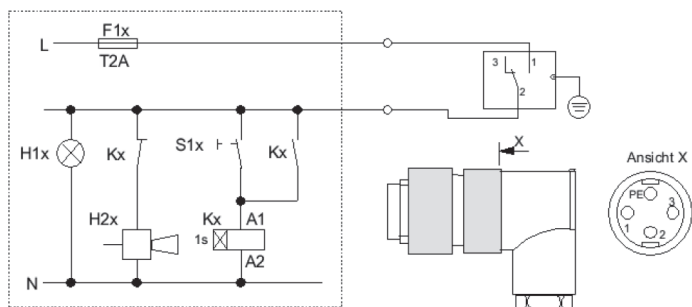 F1x
L
T2A
3
1
2
H1x
Kx
S1x
Kx
X
Ansicht X
H2x
Kx
A1
1s
A2
N
PE
3
1
2